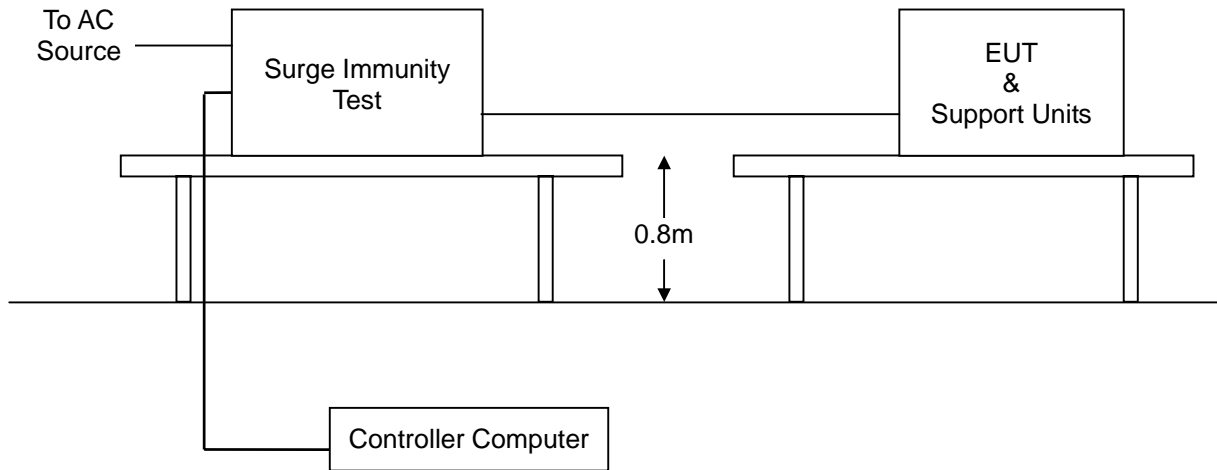 To AC
Source
Surge Immunity
Test
EUT
&
Support Units
0.8m
Controller Computer